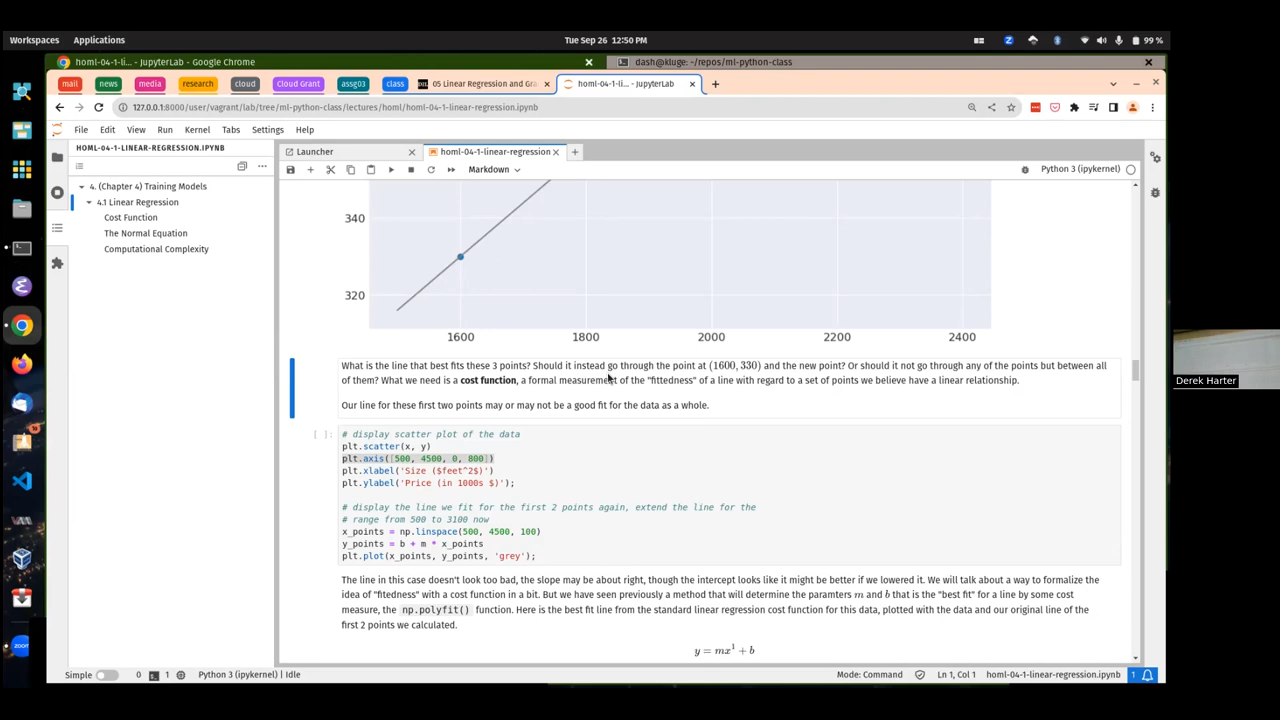 Workspaces Applications Tue Sep 26 12:50 PM 99 %
homl-04-1-li... - JupyterLab - Google Chrome dash@kluge: ~/repos/ml-python-class
mail news media research cloud Cloud Grant assg03 class 05 Linear Regression and Gra homl-04-1-li... - JupyterLab
127.0.0.1:8000/user/vagrant/lab/tree/ml-python-class/lectures/homl/homl-04-1-linear-regression.ipynb
File Edit View Run Kernel Tabs Settings Help
HOML-04-1-LINEAR-REGRESSION.IPYNB
4. (Chapter 4) Training Models
4.1 Linear Regression
Cost Function
The Normal Equation
Computational Complexity
Launcher homl-04-1-linear-regression
Markdown Python 3 (ipykernel)
340
320
1600 1800 2000 2200 2400
What is the line that best fits these 3 points? Should it instead go through the point at (1600, 330) and the new point? Or should it not go through any of the points but between all
of them? What we need is a cost function, a formal measurement of the "fittedness" of a line with regard to a set of points we believe have a linear relationship.
Our line for these first two points may or may not be a good fit for the data as a whole.
[ ]: # display scatter plot of the data
plt.scatter(x, y)
plt.axis([500, 4500, 0, 800])
plt.xlabel('Size ($feet^2$)')
plt.ylabel('Price (in 1000s $)');
# display the line we fit for the first 2 points again, extend the line for the
# range from 500 to 3100 now
x_points = np.linspace(500, 4500, 100)
y_points = b + m * x_points
plt.plot(x_points, y_points, 'grey');
The line in this case doesn't look too bad, the slope may be about right, though the intercept looks like it might be better if we lowered it. We will talk about a way to formalize the
idea of "fitedness" with a cost function in a bit. But we have seen previously a method that will determine the paramters m and b that is the "best fit" for a line by some cost
measure, the np.polyfit() function. Here is the best fit line from the standard linear regression cost function for this data, plotted with the data and our original line of the
first 2 points we calculated.
y = mx¹ + b
Simple 0 1 Python 3 (ipykernel) | Idle Mode: Command Ln 1, Col 1 homl-04-1-linear-regression.ipynb 1
Derek Harter
zoom